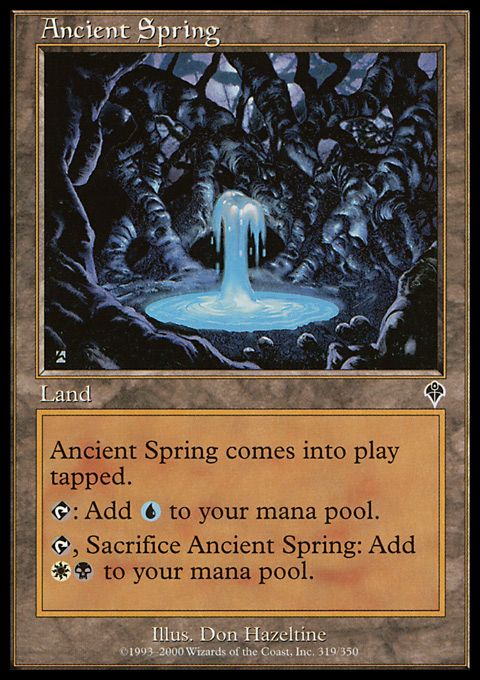 Ancient Spring
Land
Ancient Spring comes into play
tapped.
: Add to your mana pool.
, Sacrifice Ancient Spring: Add
to your mana pool.
Illus. Don Hazeltine
©1993-2000 Wizards of the Coast, Inc. 319/350